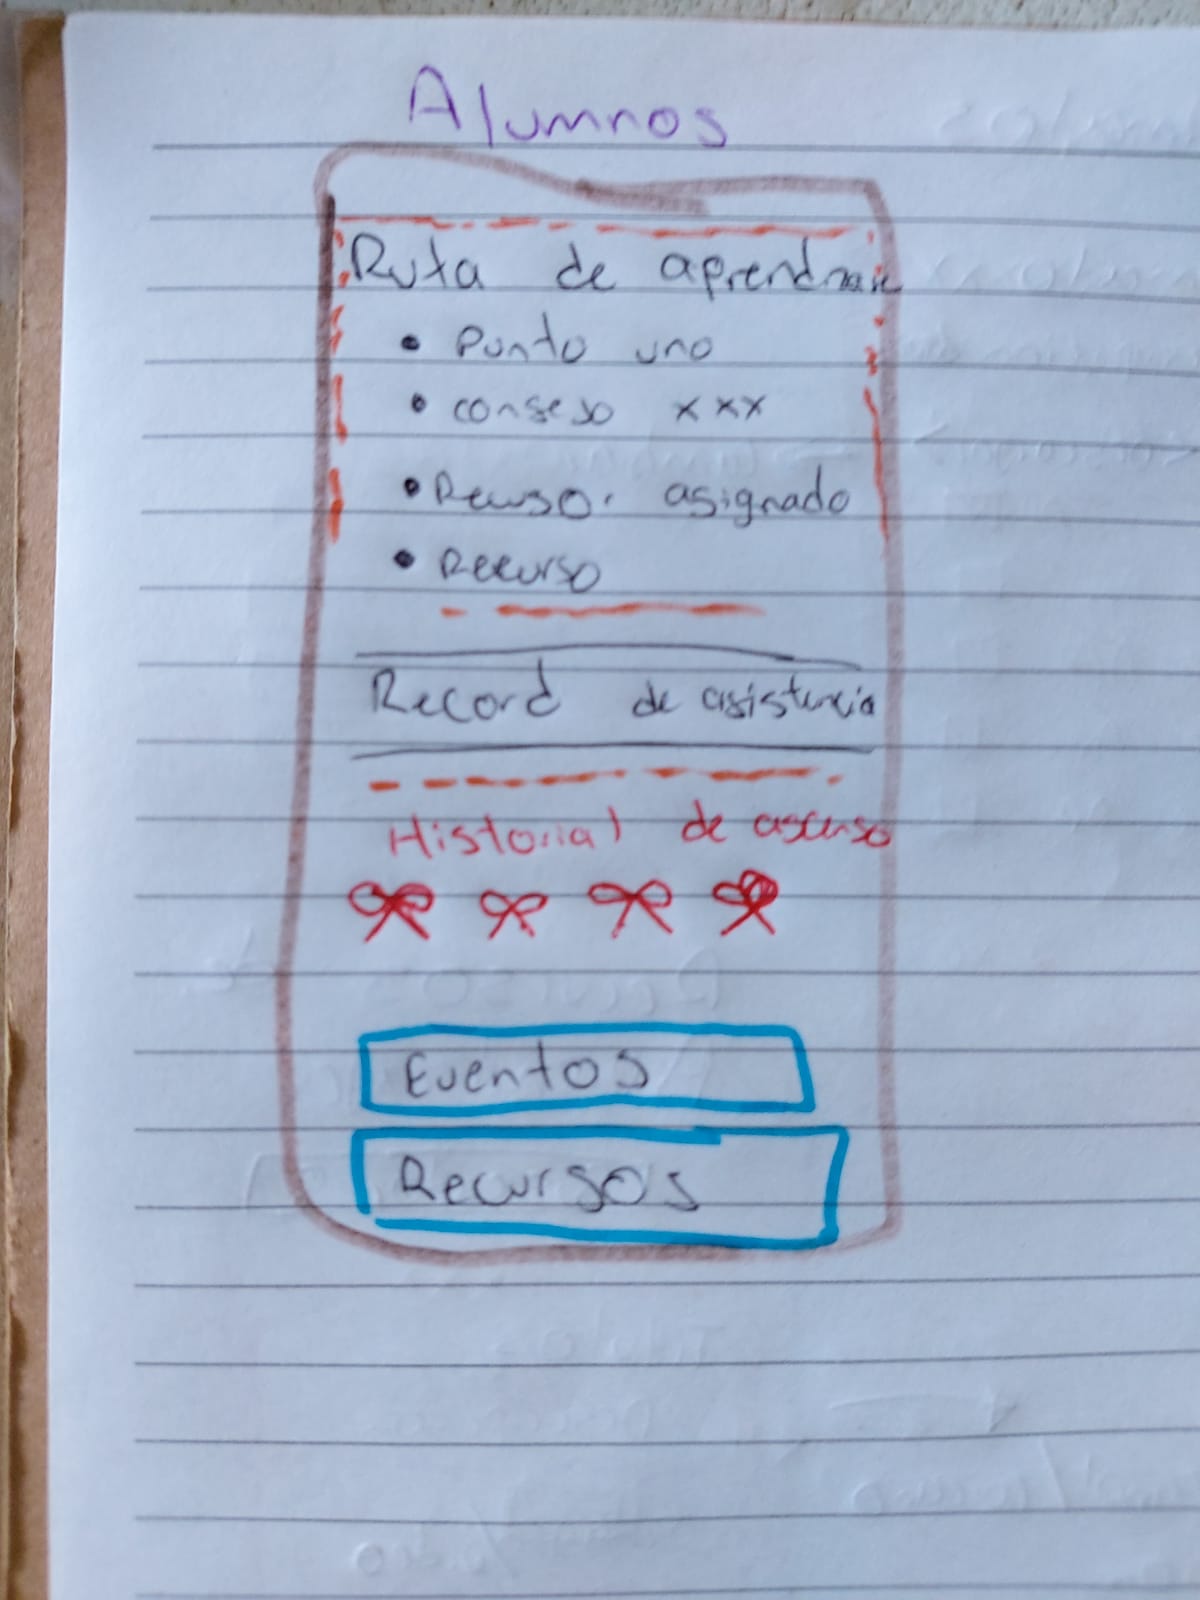 Alumnos
Ruta de aprendizaje
• Punto uno
• consejo xxx
• Recurso. asignado
• Recurso
Record de asistencia
Historial de ascenso
Eventos
Recursos